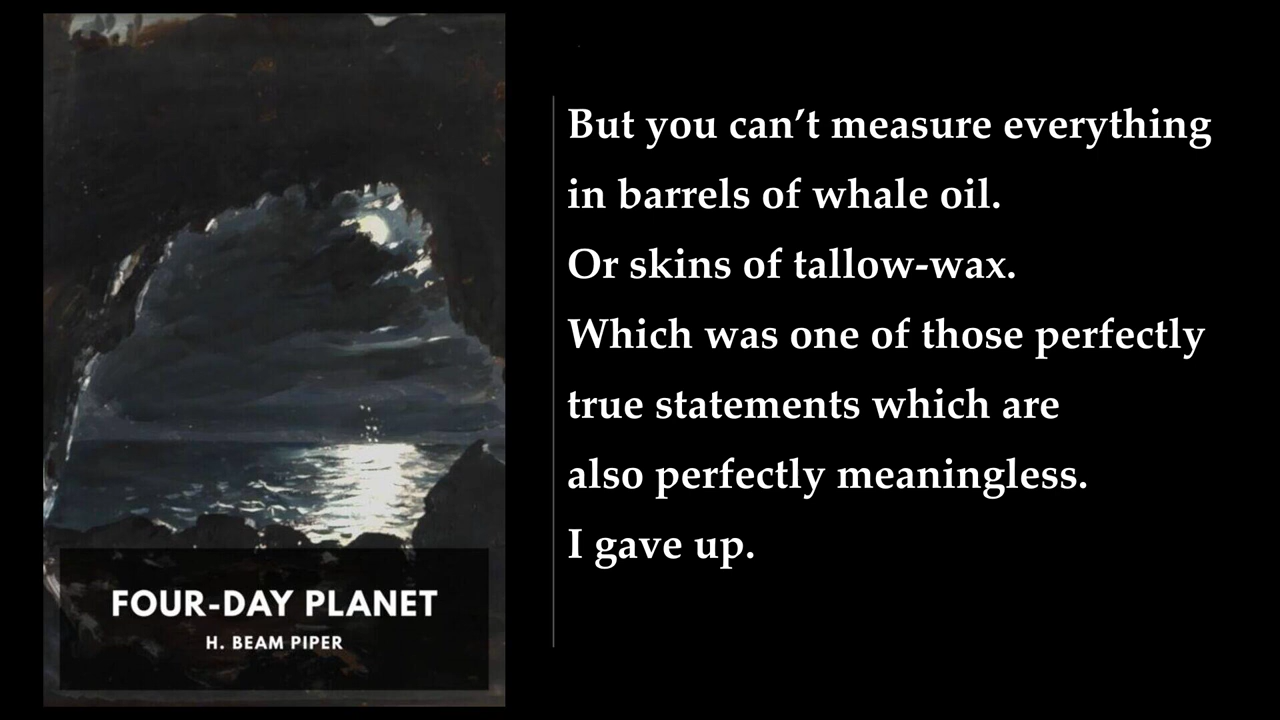 FOUR-DAY PLANET
H. BEAM PIPER
But you can’t measure everything
in barrels of whale oil.
Or skins of tallow-wax.
Which was one of those perfectly
true statements which are
also perfectly meaningless.
I gave up.